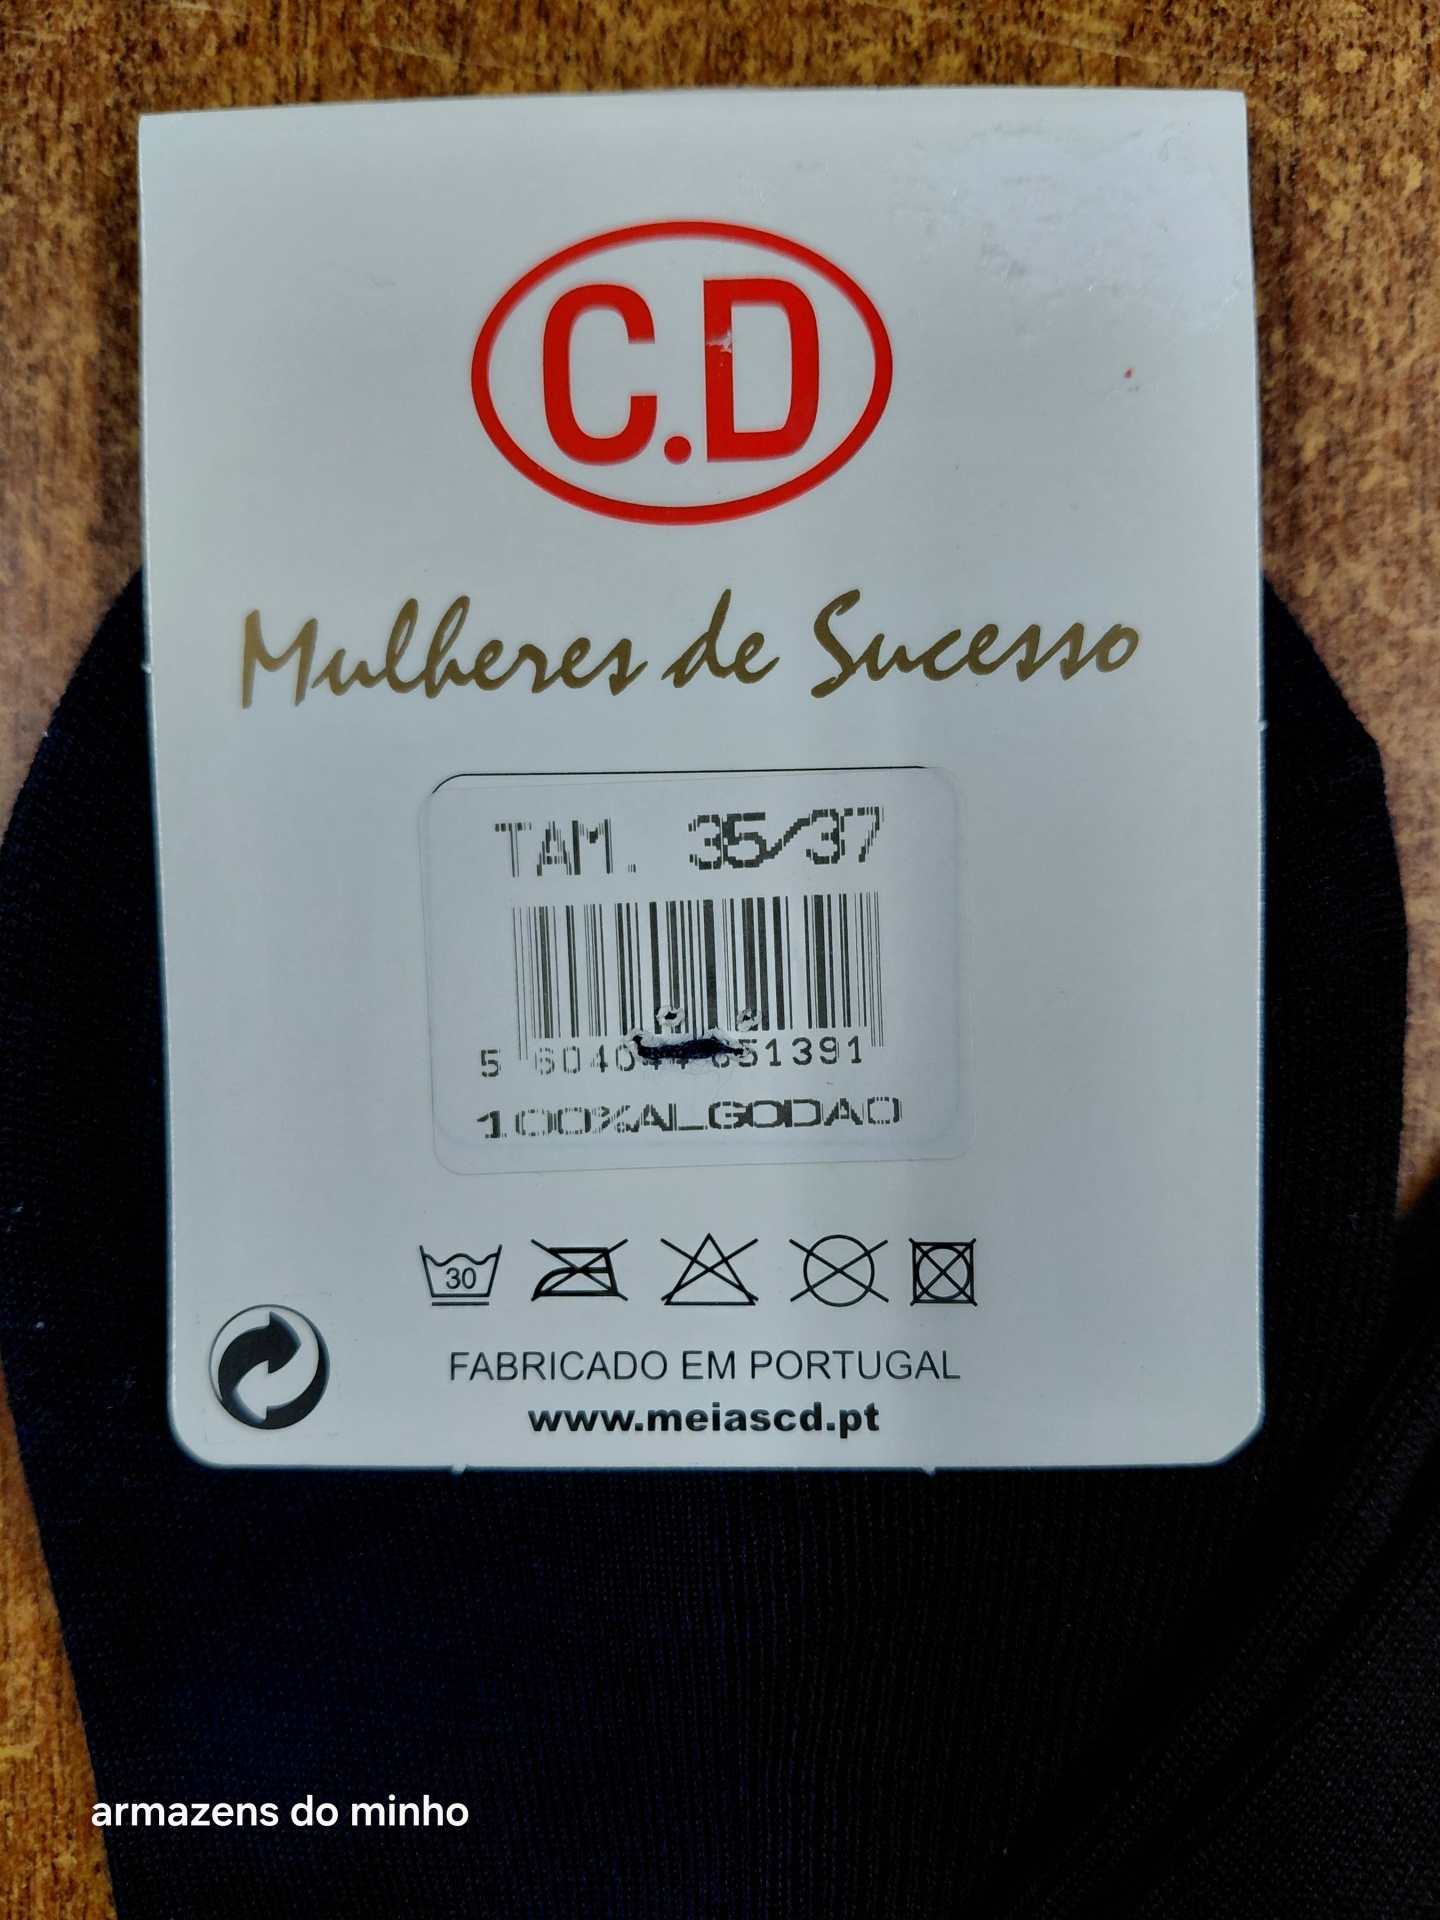 C.D
Mulheres de Sucesso
TAM. 35/37
100%ALGODAO
30
FABRICADO EM PORTUGAL
www.meiascd.pt
armazens do minho